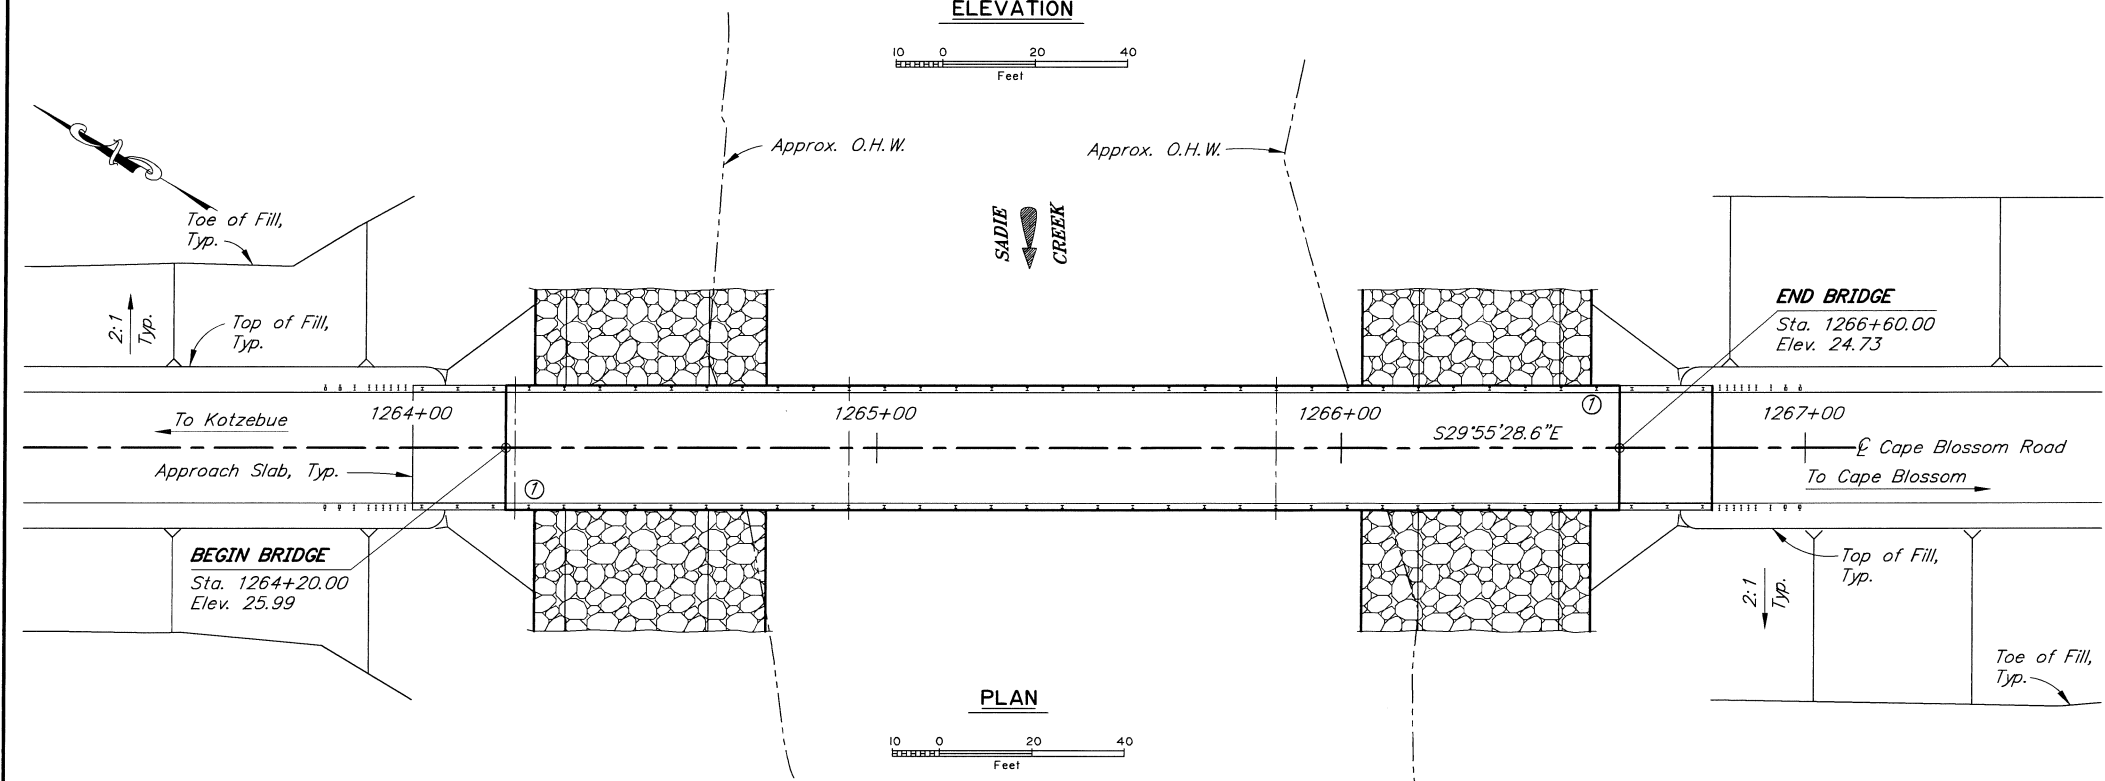 ELEVATION
10 0 20 40
Feet
Approx. O.H.W.
Approx. O.H.W.
SADIE
CREEK
Toe of Fill,
Typ.
2:1
Typ.
Top of Fill,
Typ.
END BRIDGE
Sta. 1266+60.00
Elev. 24.73
1264+00
1265+00
1266+00
1
1267+00
To Kotzebue
S29°55'28.6"E
℄ Cape Blossom Road
Approach Slab, Typ.
To Cape Blossom
1
BEGIN BRIDGE
Sta. 1264+20.00
Elev. 25.99
Top of Fill,
Typ.
2:1
Typ.
Toe of Fill,
Typ.
PLAN
10 0 20 40
Feet